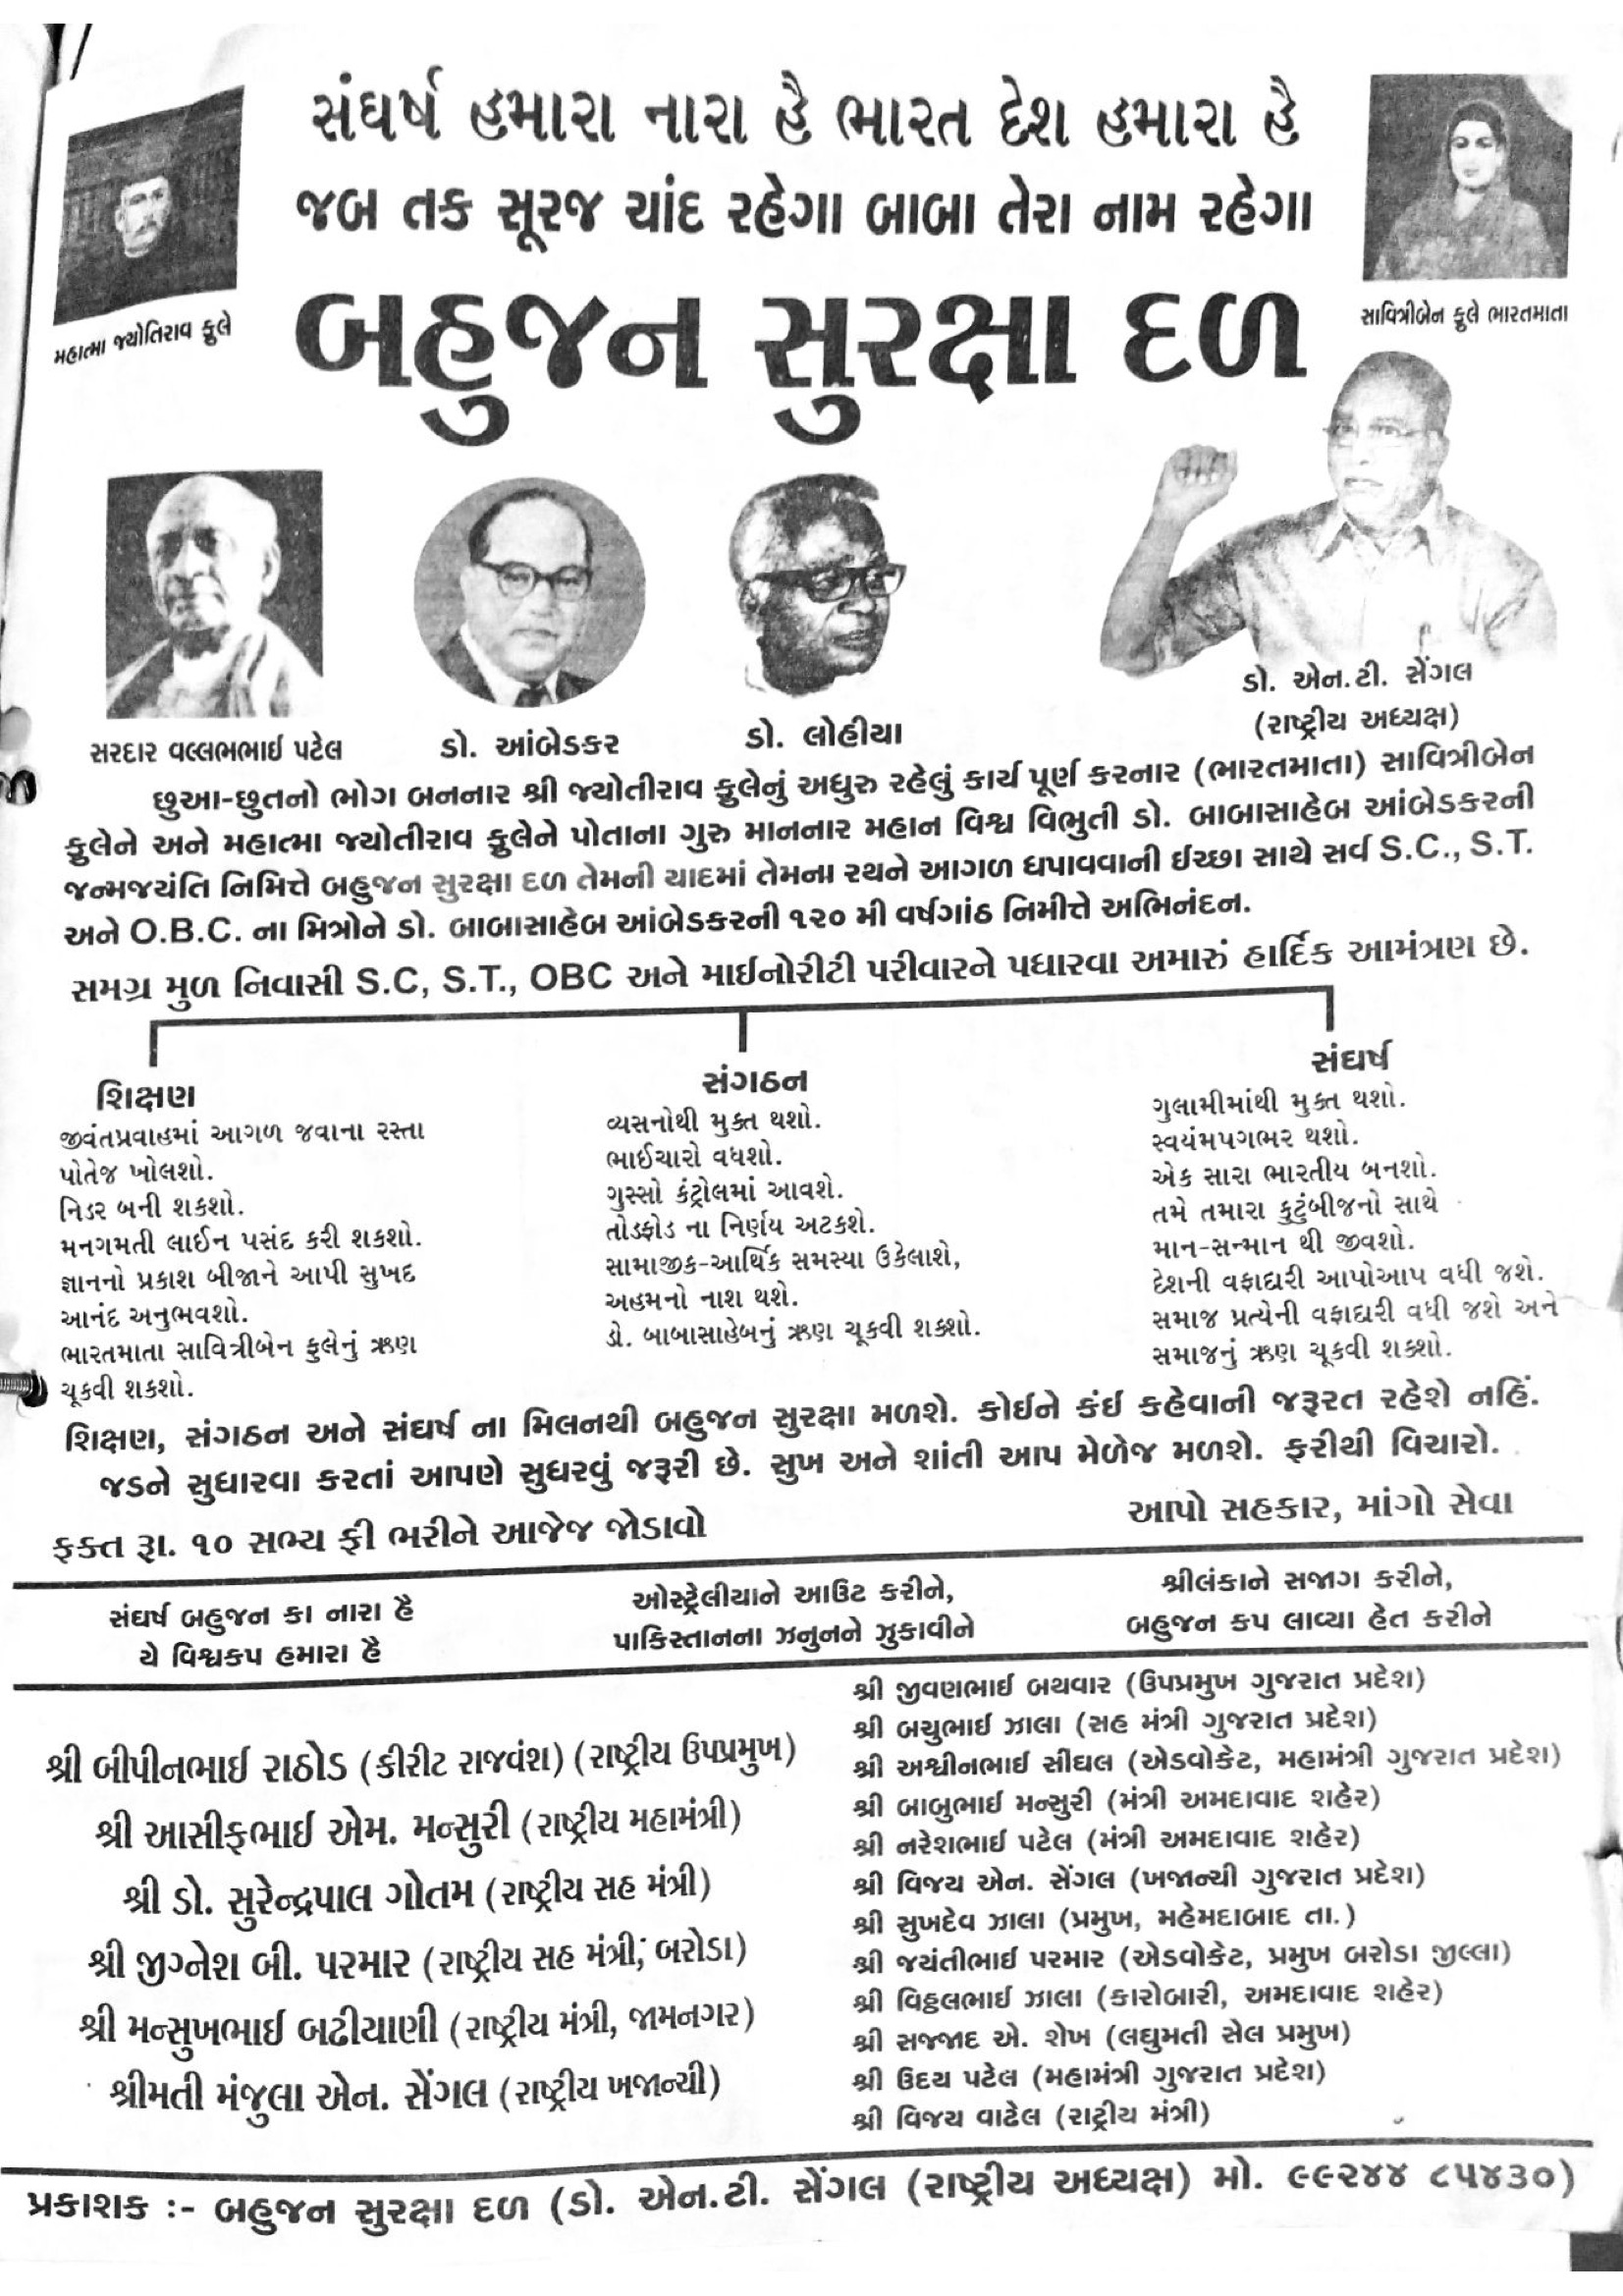 સંઘર્ષ હમારા નારા હૈ ભારત દેશ હમારા હૈ
જબ તક સૂરજ ચાંદ રહેગા બાબા તેરા નામ રહેગા
મહાત્મા જ્યોતિરાવ ફુલે
સાવિત્રીબેન ફુલે ભારતમાતા
બહુજન સુરક્ષા દળ
સરદાર વલ્લભભાઈ પટેલ
ડો. આંબેડકર
ડો. લોહીયા
ડો. એન.ટી. સેંગલ
(રાષ્ટ્રીય અધ્યક્ષ)
છુઆ-છુતનો ભોગ બનનાર શ્રી જ્યોતીરાવ ફુલેનું અધુરુ રહેલું કાર્ય પૂર્ણ કરનાર (ભારતમાતા) સાવિત્રીબેન
ફુલેને અને મહાત્મા જ્યોતીરાવ ફુલેને પોતાના ગુરુ માનનાર મહાન વિશ્વ વિભુતી ડો. બાબાસાહેબ આંબેડકરની
જન્મજયંતિ નિમિત્તે બહુજન સુરક્ષા દળ તેમની યાદમાં તેમના રથને આગળ ધપાવવાની ઈચ્છા સાથે સર્વ S.C., S.T.
અને O.B.C. ના મિત્રોને ડો. બાબાસાહેબ આંબેડકરની ૧૨૦ મી વર્ષગાંઠ નિમીત્તે અભિનંદન.
સમગ્ર મુળ નિવાસી S.C, S.T., OBC અને માઈનોરીટી પરીવારને પધારવા અમારું હાર્દિક આમંત્રણ છે.
શિક્ષણ
જીવંતપ્રવાહમાં આગળ જવાના રસ્તા
પોતેજ ખોલશો.
નિડર બની શકશો.
મનગમતી લાઈન પસંદ કરી શકશો.
જ્ઞાનનો પ્રકાશ બીજાને આપી સુખદ
આનંદ અનુભવશો.
ભારતમાતા સાવિત્રીબેન ફુલેનું ઋણ
ચૂકવી શકશો.
સંગઠન
વ્યસનોથી મુક્ત થશો.
ભાઈચારો વધશો.
ગુસ્સો કંટ્રોલમાં આવશે.
તોડફોડ ના નિર્ણય અટકશે.
સામાજીક-આર્થિક સમસ્યા ઉકેલાશે,
અહમનો નાશ થશે.
ડો. બાબાસાહેબનું ઋણ ચૂકવી શક્શો.
સંઘર્ષ
ગુલામીમાંથી મુક્ત થશો.
સ્વયંમપગભર થશો.
એક સારા ભારતીય બનશો.
તમે તમારા કુટુંબીજનો સાથે
માન-સન્માન થી જીવશો.
દેશની વફાદારી આપોઆપ વધી જશે.
સમાજ પ્રત્યેની વફાદારી વધી જશે અને
સમાજનું ઋણ ચૂકવી શક્શો.
શિક્ષણ, સંગઠન અને સંઘર્ષ ના મિલનથી બહુજન સુરક્ષા મળશે. કોઈને કંઈ કહેવાની જરૂરત રહેશે નહિં.
જડને સુધારવા કરતાં આપણે સુધરવું જરૂરી છે. સુખ અને શાંતી આપ મેળેજ મળશે. ફરીથી વિચારો.
ફક્ત રૂા. ૧૦ સભ્ય ફી ભરીને આજેજ જોડાવો
આપો સહકાર, માંગો સેવા
સંઘર્ષ બહુજન કા નારા હૈ
યે વિશ્વકપ હમારા હૈ
ઓસ્ટ્રેલીયાને આઉટ કરીને,
પાકિસ્તાનના ઝનુનને ઝુકાવીને
શ્રીલંકાને સજાગ કરીને,
બહુજન કપ લાવ્યા હેત કરીને
શ્રી બીપીનભાઈ રાઠોડ (કીરીટ રાજવંશ) (રાષ્ટ્રીય ઉપપ્રમુખ)
શ્રી આસીફભાઈ એમ. મન્સુરી (રાષ્ટ્રીય મહામંત્રી)
શ્રી ડો. સુરેન્દ્રપાલ ગોતમ (રાષ્ટ્રીય સહ મંત્રી)
શ્રી જીગ્નેશ બી. પરમાર (રાષ્ટ્રીય સહ મંત્રી, બરોડા)
શ્રી મન્સુખભાઈ બઢીયાણી (રાષ્ટ્રીય મંત્રી, જામનગર)
શ્રીમતી મંજુલા એન. સેંગલ (રાષ્ટ્રીય ખજાન્ચી)
શ્રી જીવણભાઈ બથવાર (ઉપપ્રમુખ ગુજરાત પ્રદેશ)
શ્રી બચુભાઈ ઝાલા (સહ મંત્રી ગુજરાત પ્રદેશ)
શ્રી અશ્વીનભાઈ સીંઘલ (એડવોકેટ, મહામંત્રી ગુજરાત પ્રદેશ)
શ્રી બાબુભાઈ મન્સુરી (મંત્રી અમદાવાદ શહેર)
શ્રી નરેશભાઈ પટેલ (મંત્રી અમદાવાદ શહેર)
શ્રી વિજય એન. સેંગલ (ખજાન્ચી ગુજરાત પ્રદેશ)
શ્રી સુખદેવ ઝાલા (પ્રમુખ, મહેમદાબાદ તા.)
શ્રી જયંતીભાઈ પરમાર (એડવોકેટ, પ્રમુખ બરોડા જીલ્લા)
શ્રી વિઠ્ઠલભાઈ ઝાલા (કારોબારી, અમદાવાદ શહેર)
શ્રી સજ્જાદ એ. શેખ (લઘુમતી સેલ પ્રમુખ)
શ્રી ઉદય પટેલ (મહામંત્રી ગુજરાત પ્રદેશ)
શ્રી વિજય વાઢેલ (રાટ્રીય મંત્રી)
પ્રકાશક :- બહુજન સુરક્ષા દળ (ડો. એન.ટી. સેંગલ (રાષ્ટ્રીય અધ્યક્ષ) મો. ૯૯૨૪૪ ૮૫૪૩૦)